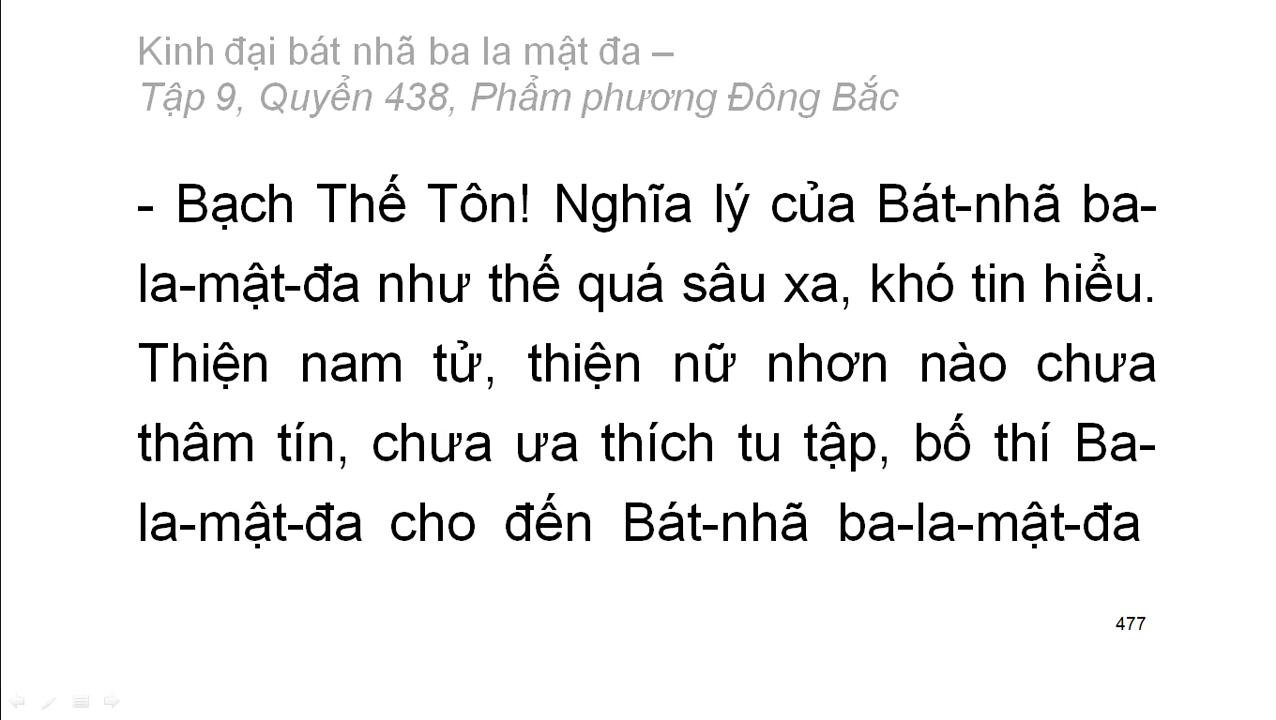 Kinh đại bát nhã ba la mật đa –
Tập 9, Quyển 438, Phẩm phương Đông Bắc
- Bạch Thế Tôn! Nghĩa lý của Bát-nhã ba-
la-mật-đa như thế quá sâu xa, khó tin hiểu.
Thiện nam tử, thiện nữ nhơn nào chưa
thâm tín, chưa ưa thích tu tập, bố thí Ba-
la-mật-đa cho đến Bát-nhã ba-la-mật-đa
477